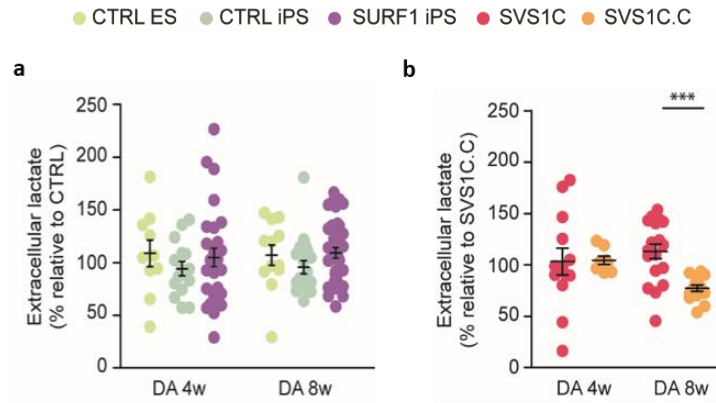 CTRL ES CTRL iPS SURF1 iPS SVS1C SVS1C.C
a
Extracellular lactate
(% relative to CTRL)
250
200
150
100
50
0
DA 4w DA 8w
b
Extracellular lactate
(% relative to SVS1C.C)
250
200
150
100
50
0
***
DA 4w DA 8w